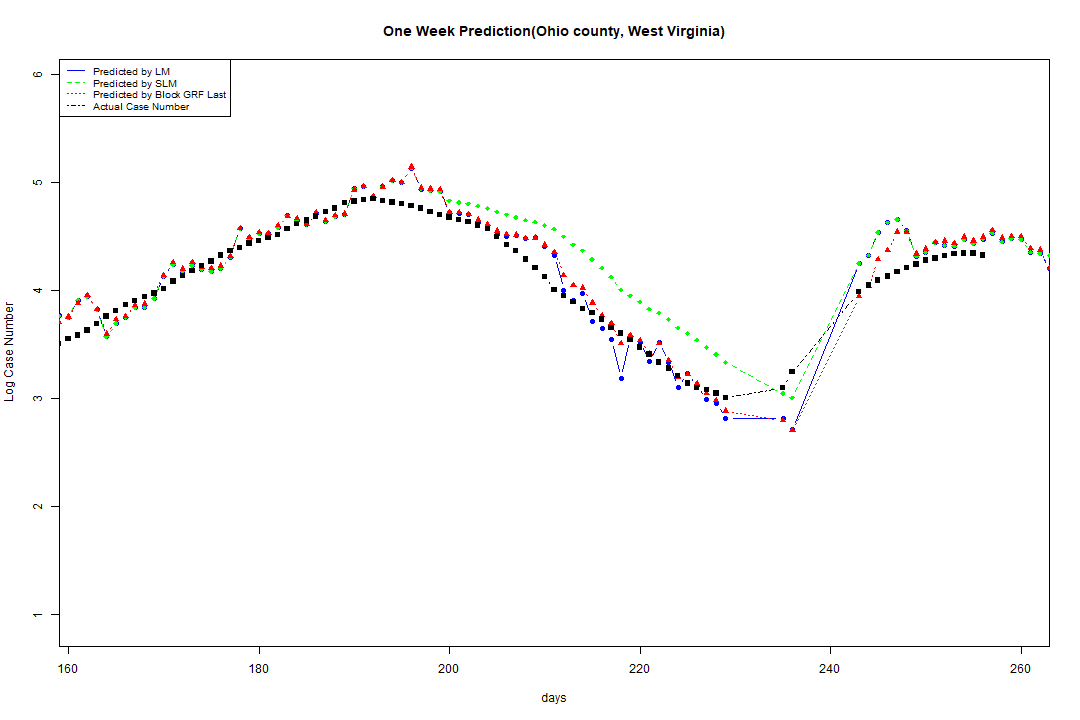 One Week Prediction(Ohio county, West Virginia)
Predicted by LM
Predicted by SLM
Predicted by Block GRF Last
Actual Case Number
6
5
4
3
2
1
Log Case Number
160 180 200 220 240 260
days